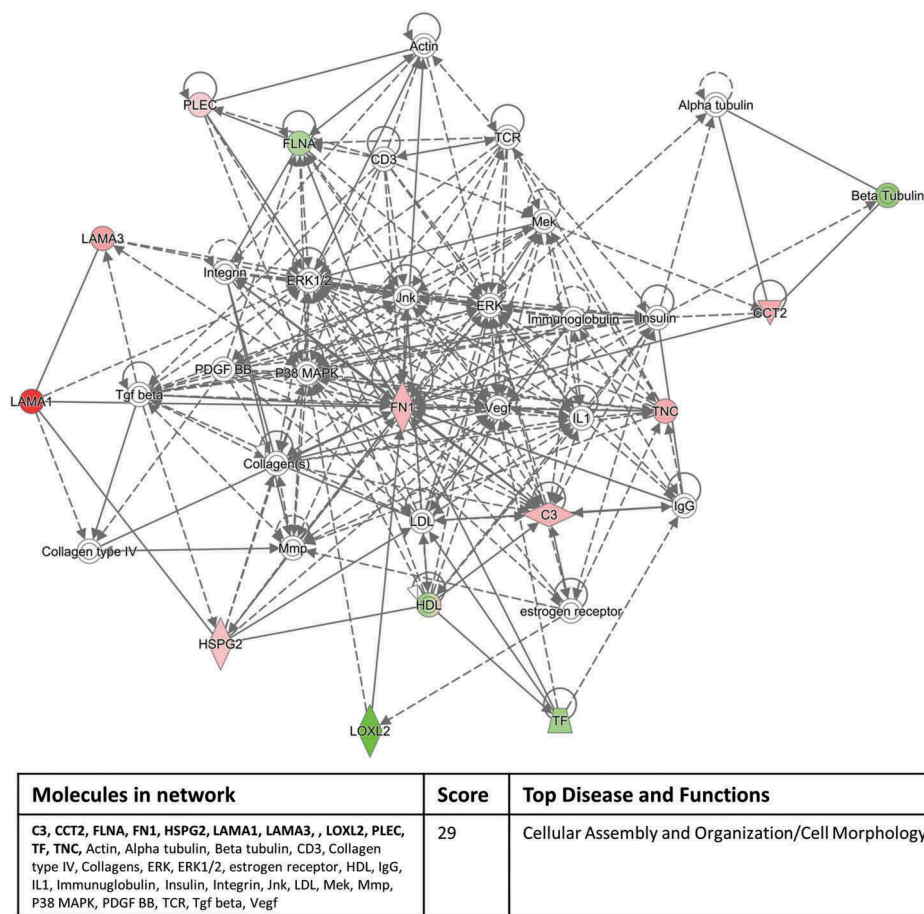 Actin
PLEC
Alpha tubulin
FLNA
TCR
CD3
Beta Tubulin
Mek
LAMA3
Integrin
ERK1/2
Jnk
ERK
Immunoglobulin
Insulin
CCT2
PDGF BB
P38 MAPK
Tgf beta
LAMA1
FN1
Vegf
IL1
TNC
Collagen(s)
C3
IgG
LDL
Collagen type IV
Mmp
HDL
estrogen receptor
HSPG2
LOXL2
TF
Molecules in network
Score
Top Disease and Functions
C3, CCT2, FLNA, FN1, HSPG2, LAMA1, LAMA3, , LOXL2, PLEC,
TF, TNC, Actin, Alpha tubulin, Beta tubulin, CD3, Collagen
type IV, Collagens, ERK, ERK1/2, estrogen receptor, HDL, IgG,
IL1, Immunuglobulin, Insulin, Integrin, Jnk, LDL, Mek, Mmp,
P38 MAPK, PDGF BB, TCR, Tgf beta, Vegf
29
Cellular Assembly and Organization/Cell Morphology